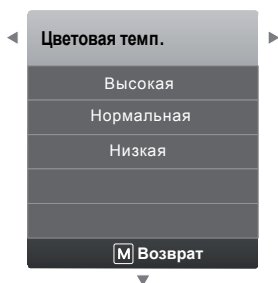 Цветовая темп.
Высокая
Нормальная
Низкая
M Возврат